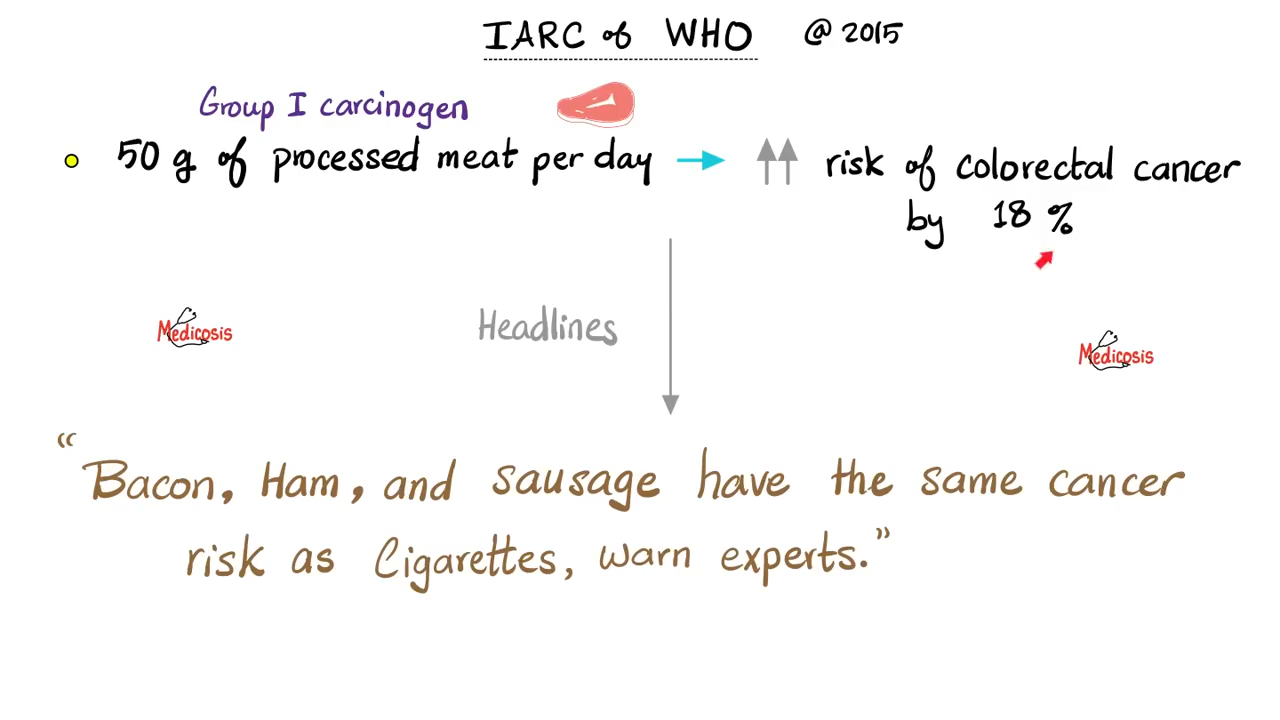 IARC of WHO @ 2015
Group I carcinogen
50 g of processed meat per day → ↑↑ risk of colorectal cancer
by 18 %
Headlines
Medicosis
Medicosis
“Bacon, Ham, and sausage have the same cancer
risk as Cigarettes, warn experts.”